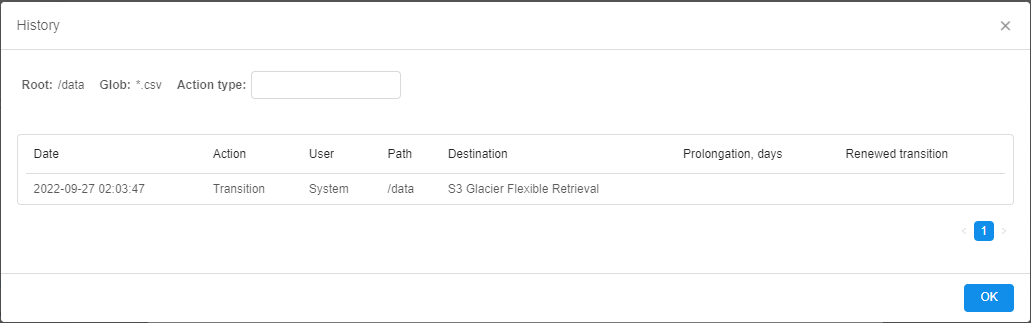 History ×
Root: /data Glob: *.csv Action type:
Date Action User Path Destination Prolongation, days Renewed transition
2022-09-27 02:03:47 Transition System /data S3 Glacier Flexible Retrieval
< 1 >
OK